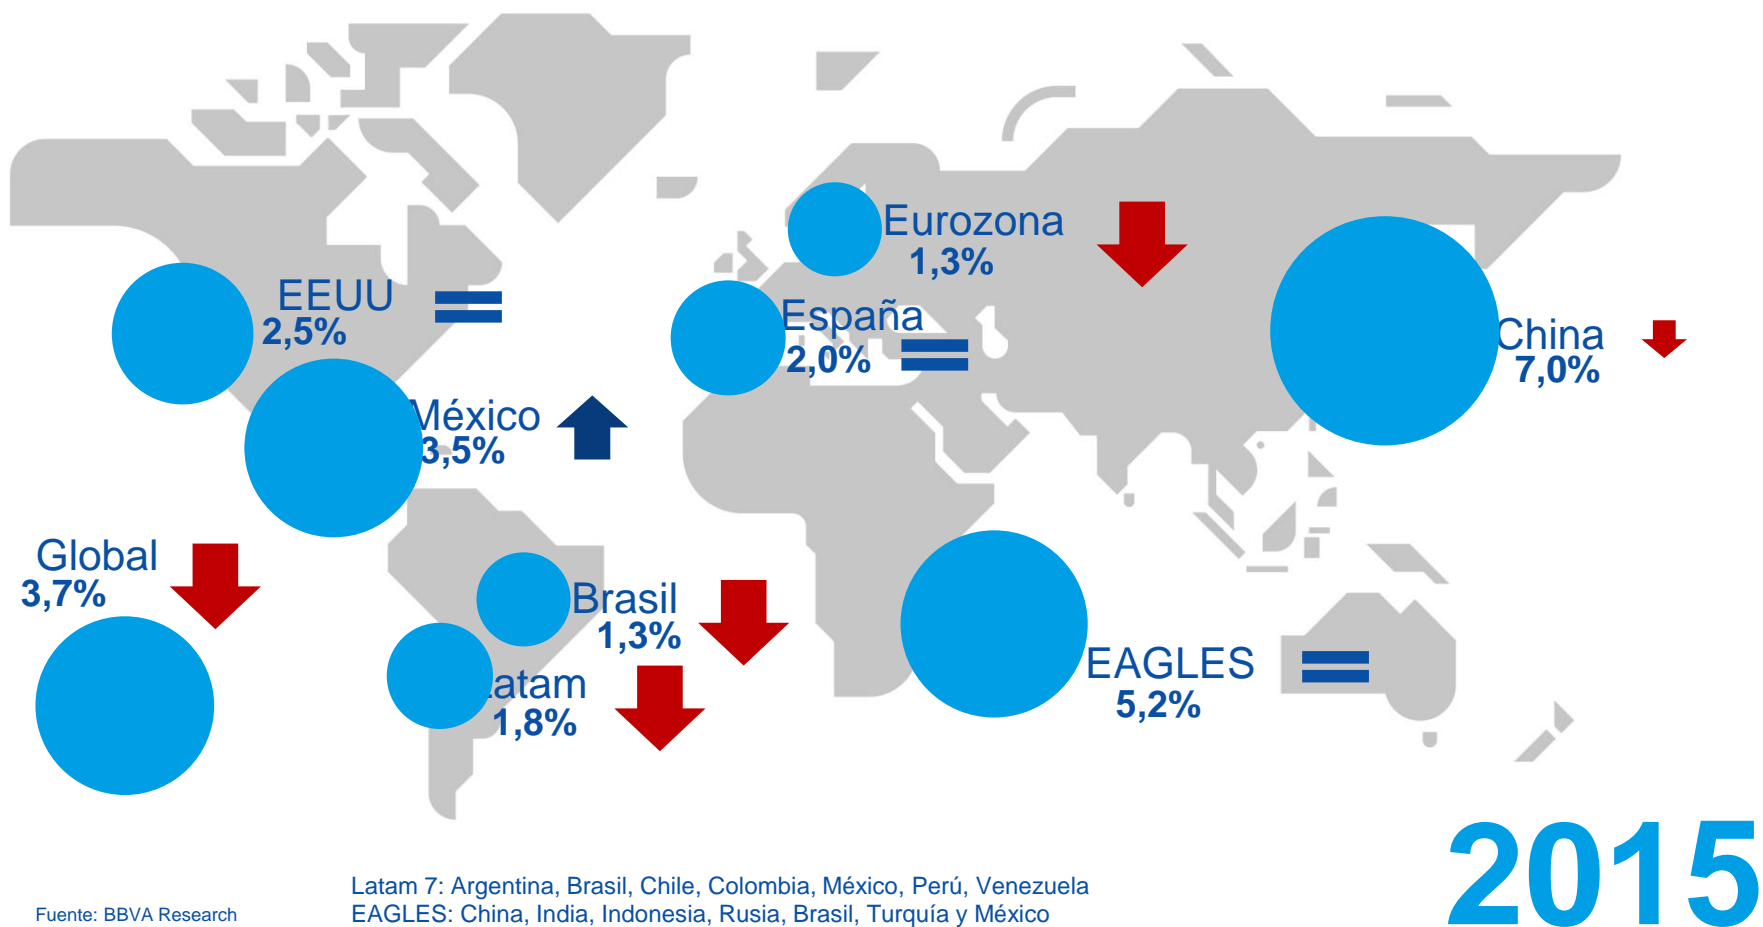 Eurozona
1,3%
EEUU
2,5%
España
2,0%
China
7,0%
México
3,5%
Global
3,7%
Brasil
1,3%
Latam
1,8%
EAGLES
5,2%
2015
Latam 7: Argentina, Brasil, Chile, Colombia, México, Perú, Venezuela
Fuente: BBVA Research
EAGLES: China, India, Indonesia, Rusia, Brasil, Turquía y México